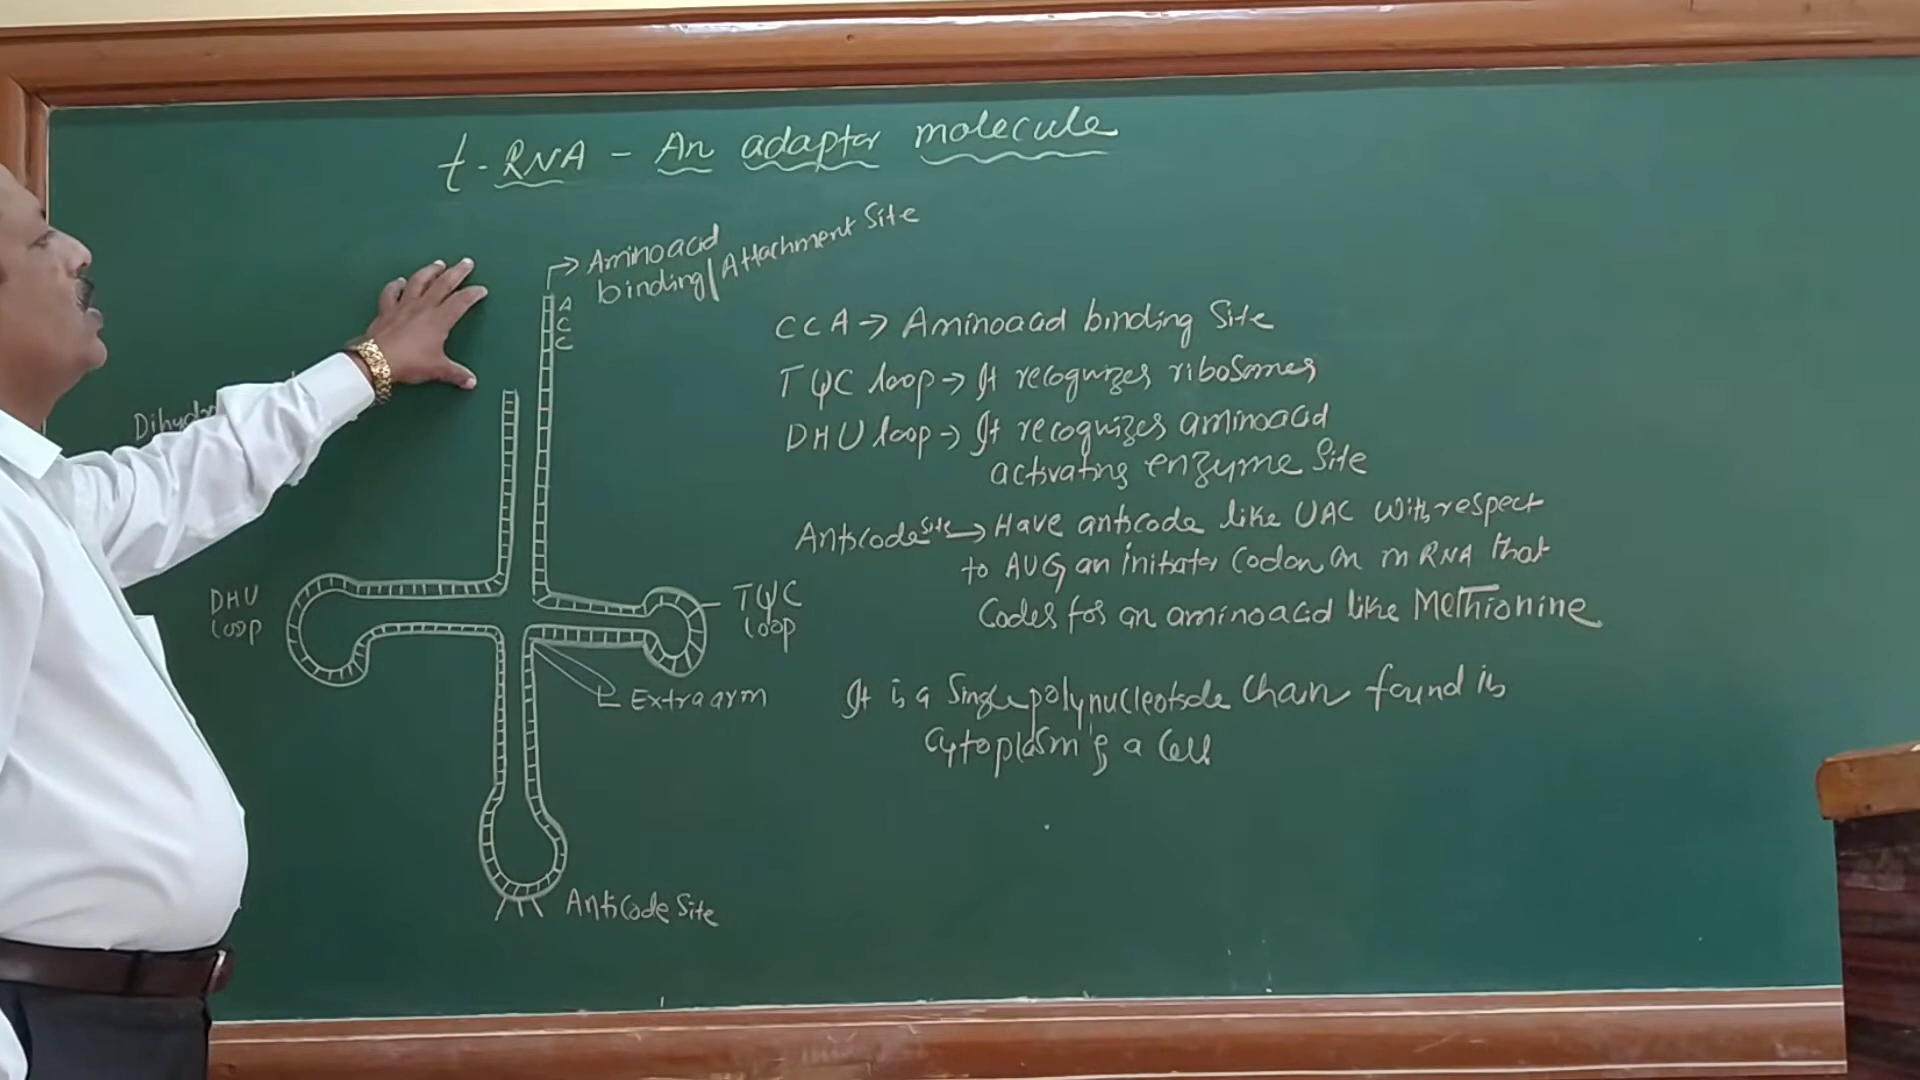 t-RNA - An adapter molecule
Aminoacid
binding/Attachment Site
A
C
C
CCA → Aminoacid binding Site
TψC loop → It recognizes ribosomes
DHU loop → It recognizes aminoacid
activating enzyme Site
Anticode Site → Have anticode like UAC with respect
to AUG, an initiator Codon on mRNA that
Codes for an aminoacid like Methionine
DHU
loop
TψC
loop
Extra arm
It is a Single polynucleotide Chain found in
Cytoplasm of a Cell
Anticode Site